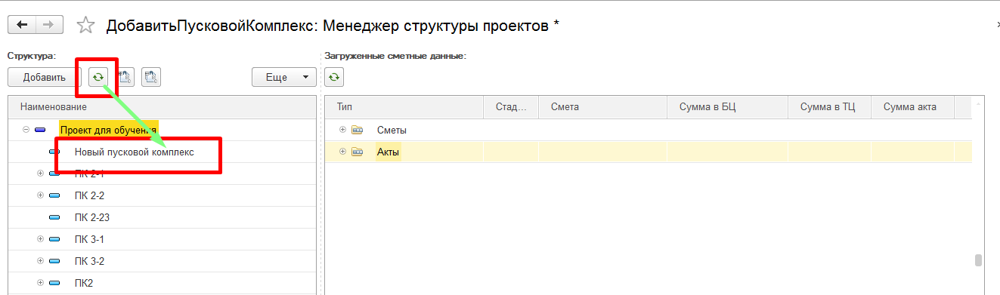 ДобавитьПусковойКомплекс: Менеджер структуры проектов *
Структура:
Загруженные сметные данные:
Добавить
Еще
Наименование
Тип
Стад...
Смета
Сумма в БЦ
Сумма в ТЦ
Сумма акта
Проект для обучения
Сметы
Новый пусковой комплекс
Акты
ПК 2-1
ПК 2-2
ПК 2-23
ПК 3-1
ПК 3-2
ПК2